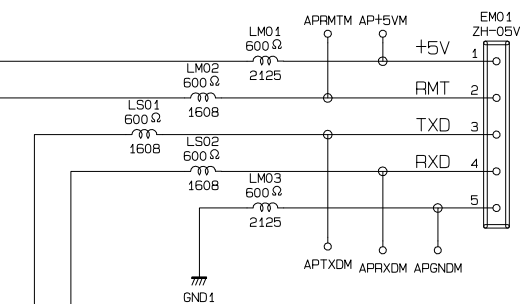 EM01
ZH-05V
APRMTM AP+5VM
LM01
600Ω
2125
+5V
1
LM02
600Ω
1608
RMT
2
LS01
600Ω
1608
TXD
3
LS02
600Ω
1608
RXD
4
LM03
600Ω
2125
5
APTXDM APRXDM APGNDM
GND1